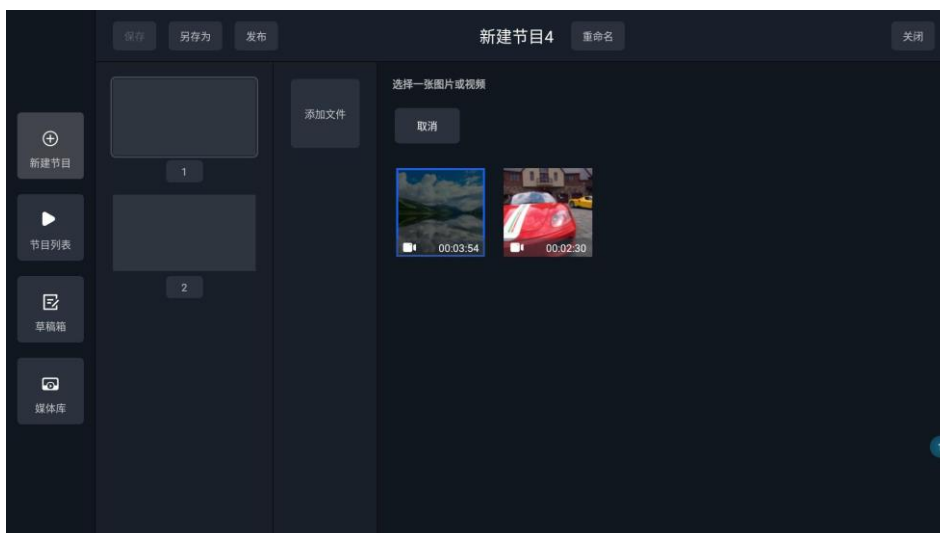 保存
另存为
发布
新建节目4
重命名
关闭
新建节目
节目列表
草稿箱
媒体库
1
2
添加文件
选择一张图片或视频
取消
00:03:54
00:02:30